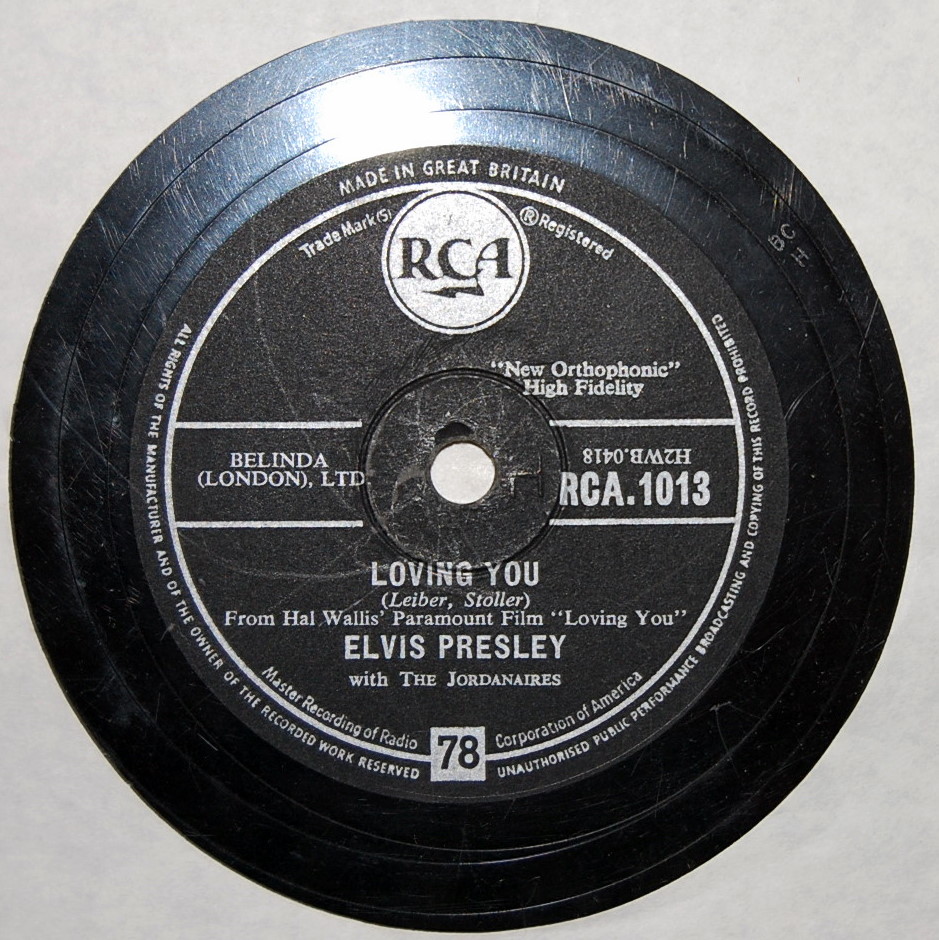 MADE IN GREAT BRITAIN
Trade Mark(S)
® Registered
RCA
"New Orthophonic"
High Fidelity
BELINDA
(LONDON), LTD.
H2WB.0418
RCA.1013
LOVING YOU
(Leiber, Stoller)
From Hal Wallis' Paramount Film "Loving You"
ELVIS PRESLEY
with THE JORDANAIRES
Master Recording of Radio Corporation of America
78
ALL RIGHTS OF THE MANUFACTURER AND OF THE OWNER OF THE RECORDED WORK RESERVED
UNAUTHORISED PUBLIC PERFORMANCE BROADCASTING AND COPYING OF THIS RECORD PROHIBITED